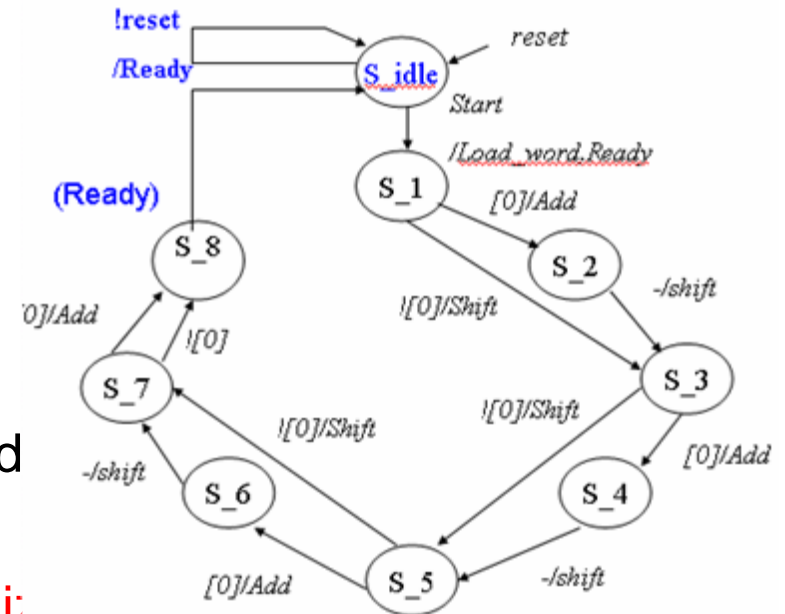 !reset
reset
/Ready
S_idle
Start
/Load_word.Ready
S_1
[0]/Add
(Ready)
S_8
S_2
-/shift
![0]/Shift
0]/Add
![0]
S_7
S_3
![0]/Shift
![0]/Shift
[0]/Add
d
-/shift
S_6
S_4
[0]/Add
S_5
-/shift